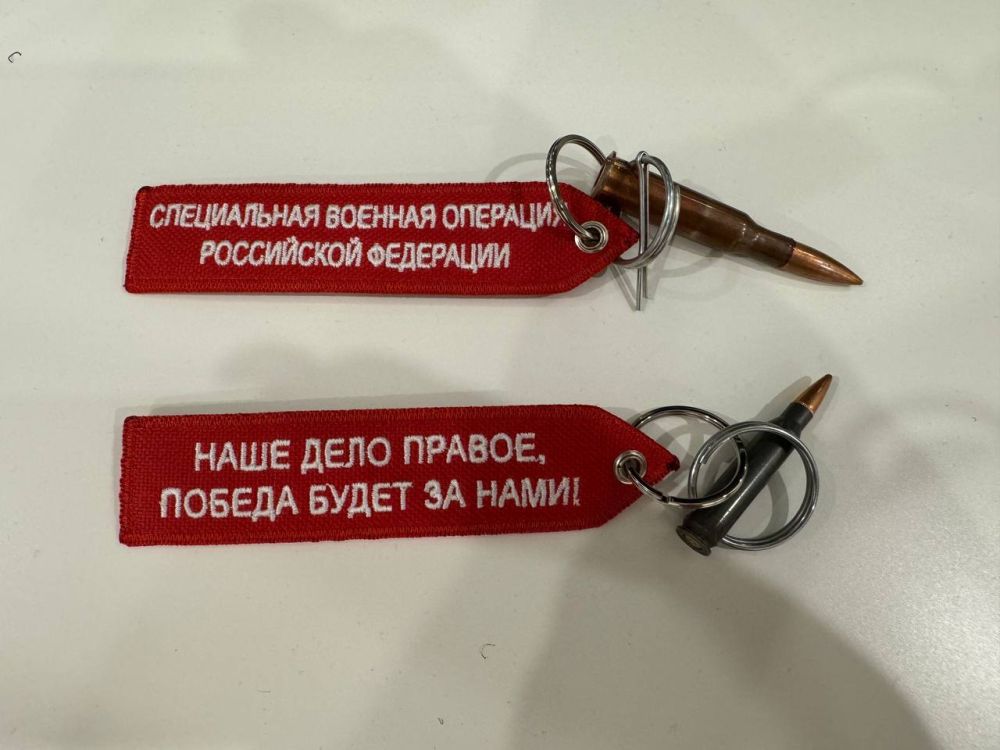 СПЕЦИАЛЬНАЯ ВОЕННАЯ ОПЕРАЦИЯ
РОССИЙСКОЙ ФЕДЕРАЦИИ
НАШЕ ДЕЛО ПРАВОЕ,
ПОБЕДА БУДЕТ ЗА НАМИ!